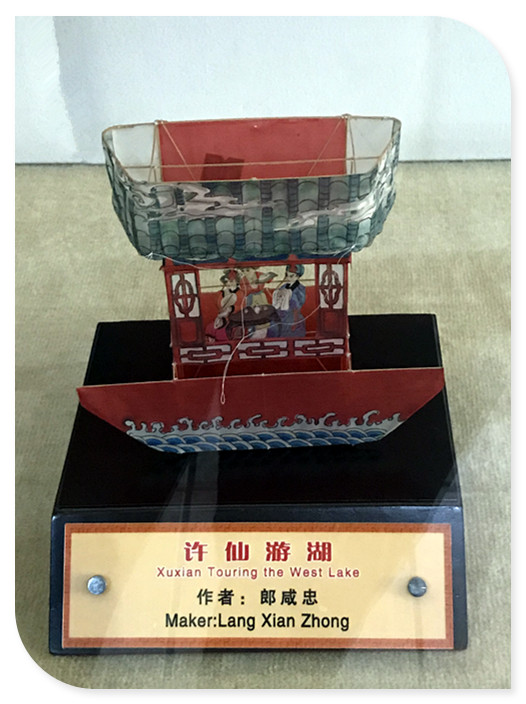 许仙游湖
Xuxian Touring the West Lake
作者：郎咸忠
Maker:Lang Xian Zhong